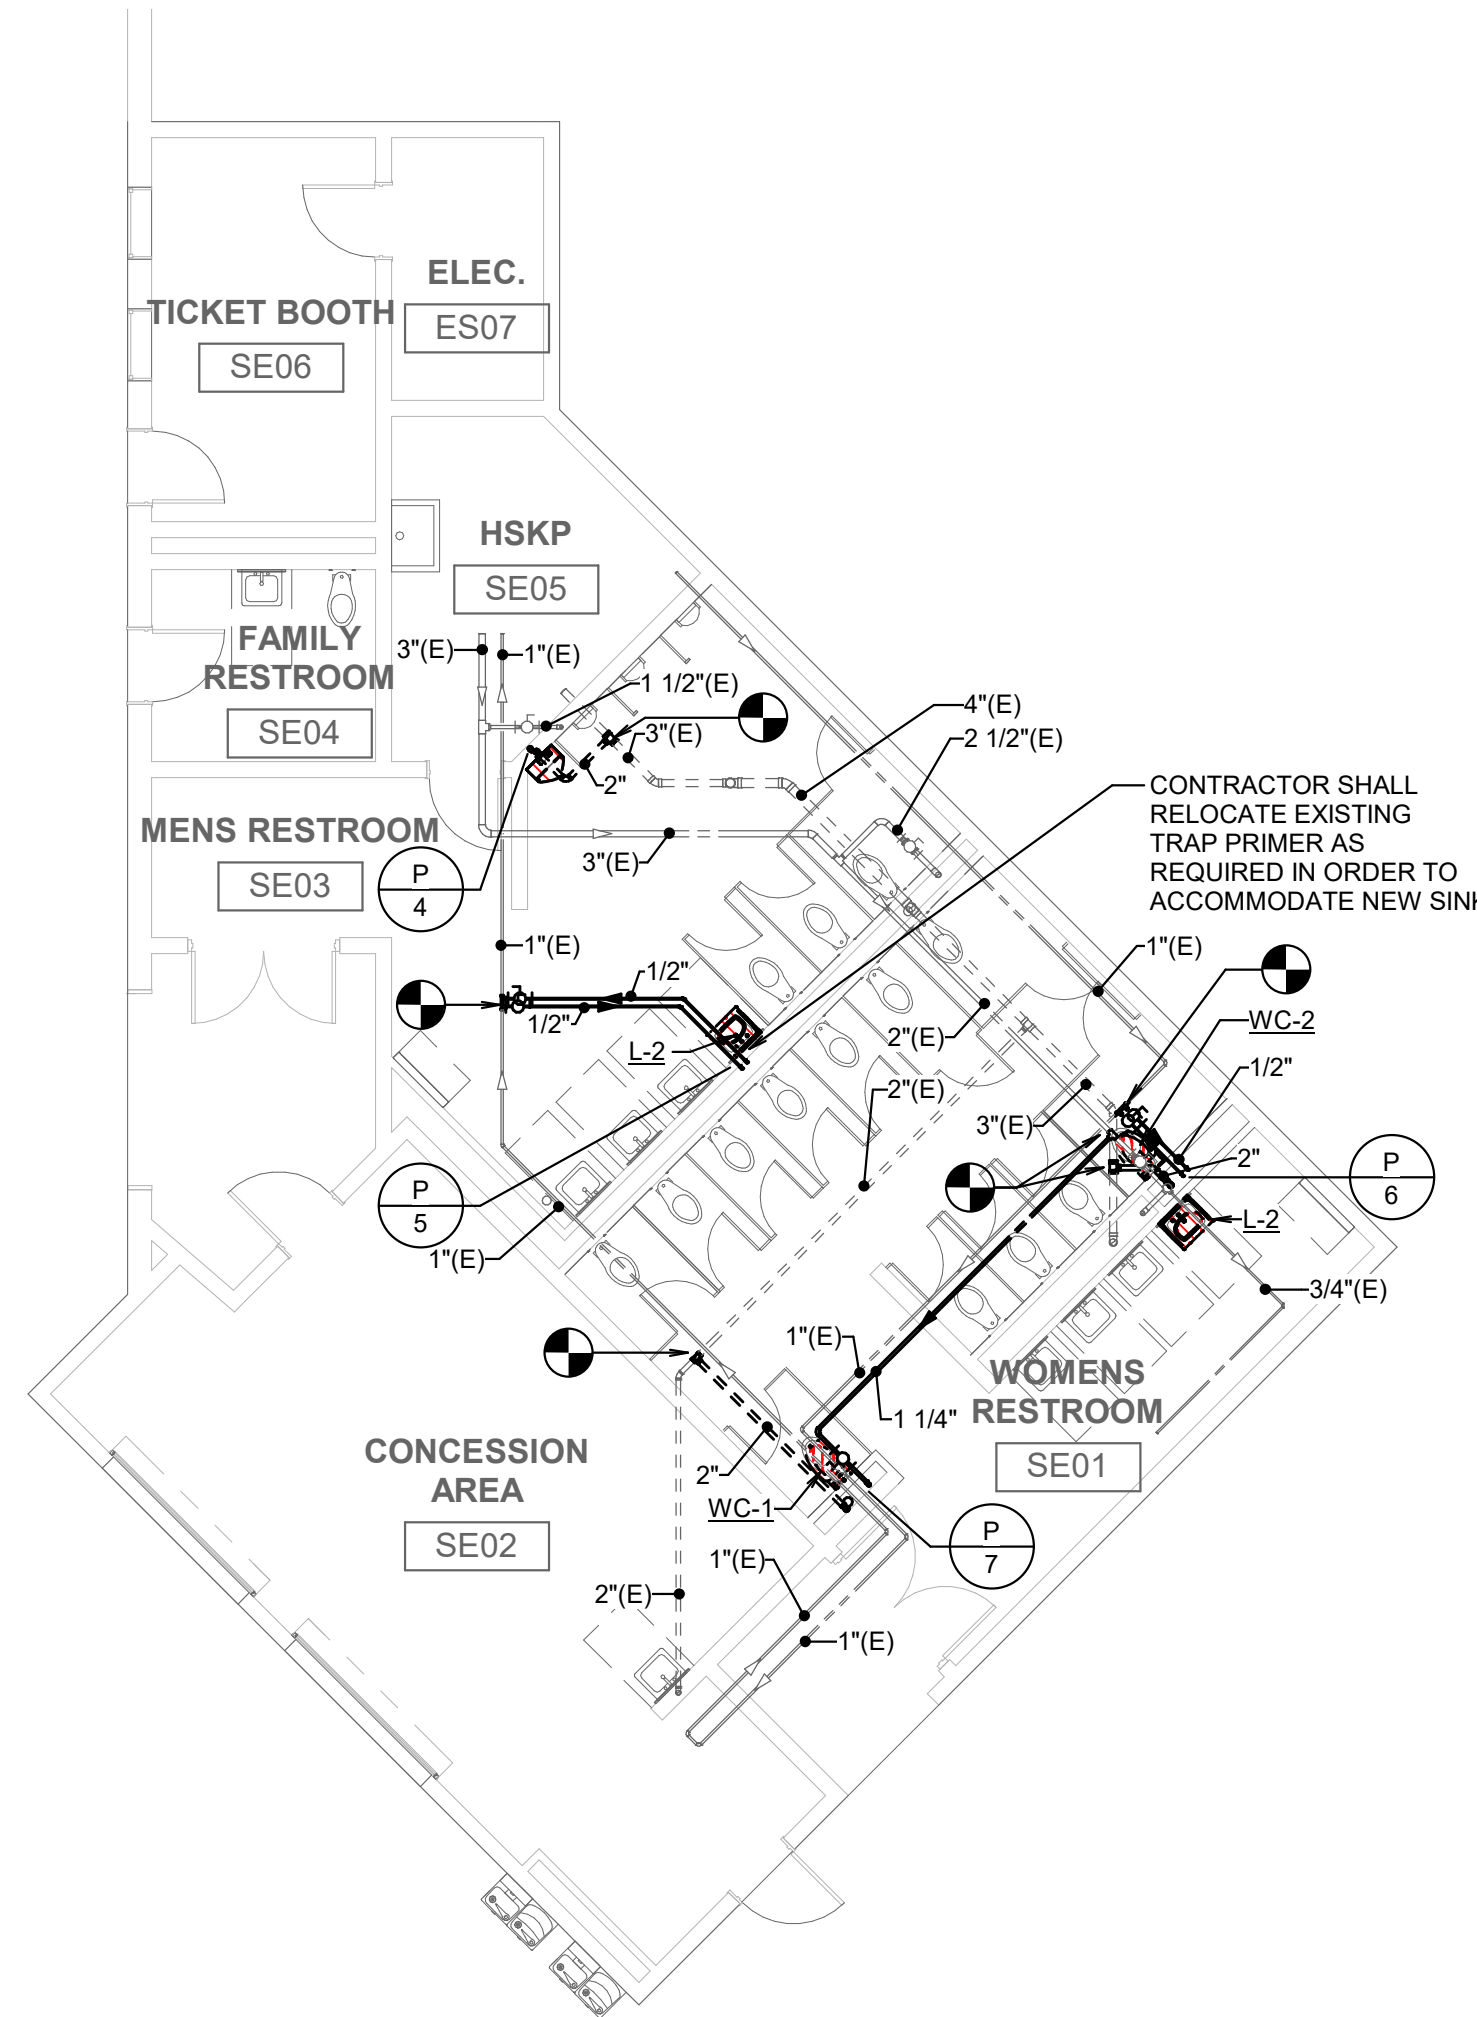 ELEC.
ES07
TICKET BOOTH
SE06
HSKP
SE05
FAMILY
RESTROOM
SE04
3"(E)
1"(E)
1 1/2"(E)
3"(E)
4"(E)
2 1/2"(E)
2"
CONTRACTOR SHALL
RELOCATE EXISTING
TRAP PRIMER AS
REQUIRED IN ORDER TO
ACCOMMODATE NEW SINK
MENS RESTROOM
SE03
3"(E)
P
4
1"(E)
1"(E)
1/2"
1/2"
L-2
2"(E)
WC-2
1/2"
2"(E)
3"(E)
2"
P
6
P
5
L-2
1"(E)
3/4"(E)
1"(E)
1 1/4"
WOMENS
RESTROOM
SE01
CONCESSION
AREA
SE02
2"
WC-1
P
7
1"(E)
2"(E)
1"(E)